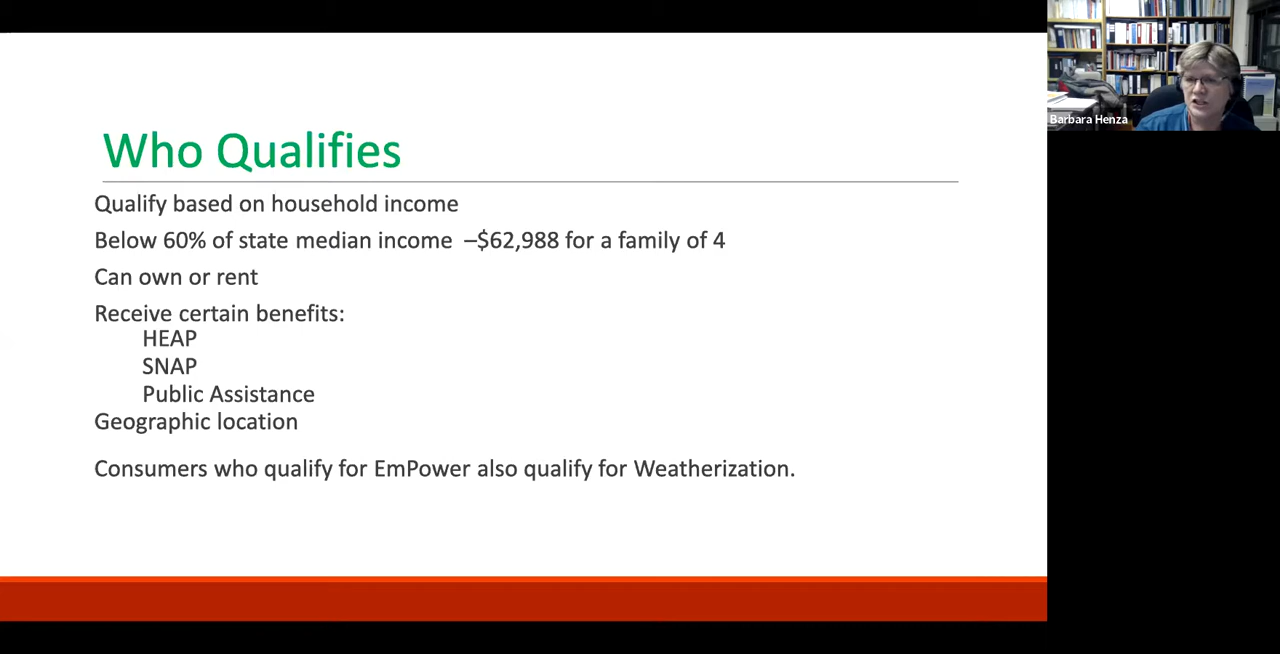 Who Qualifies
Qualify based on household income
Below 60% of state median income –$62,988 for a family of 4
Can own or rent
Receive certain benefits:
HEAP
SNAP
Public Assistance
Geographic location
Consumers who qualify for EmPower also qualify for Weatherization.
Barbara Henza